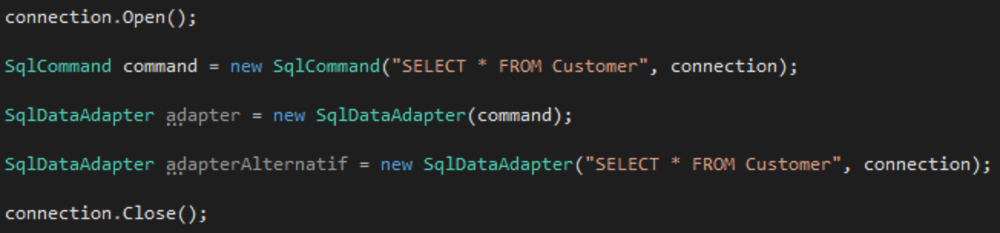 connection.Open();
SqlCommand command = new SqlCommand("SELECT * FROM Customer", connection);
SqlDataAdapter adapter = new SqlDataAdapter(command);
SqlDataAdapter adapterAlternatif = new SqlDataAdapter("SELECT * FROM Customer", connection);
connection.Close();